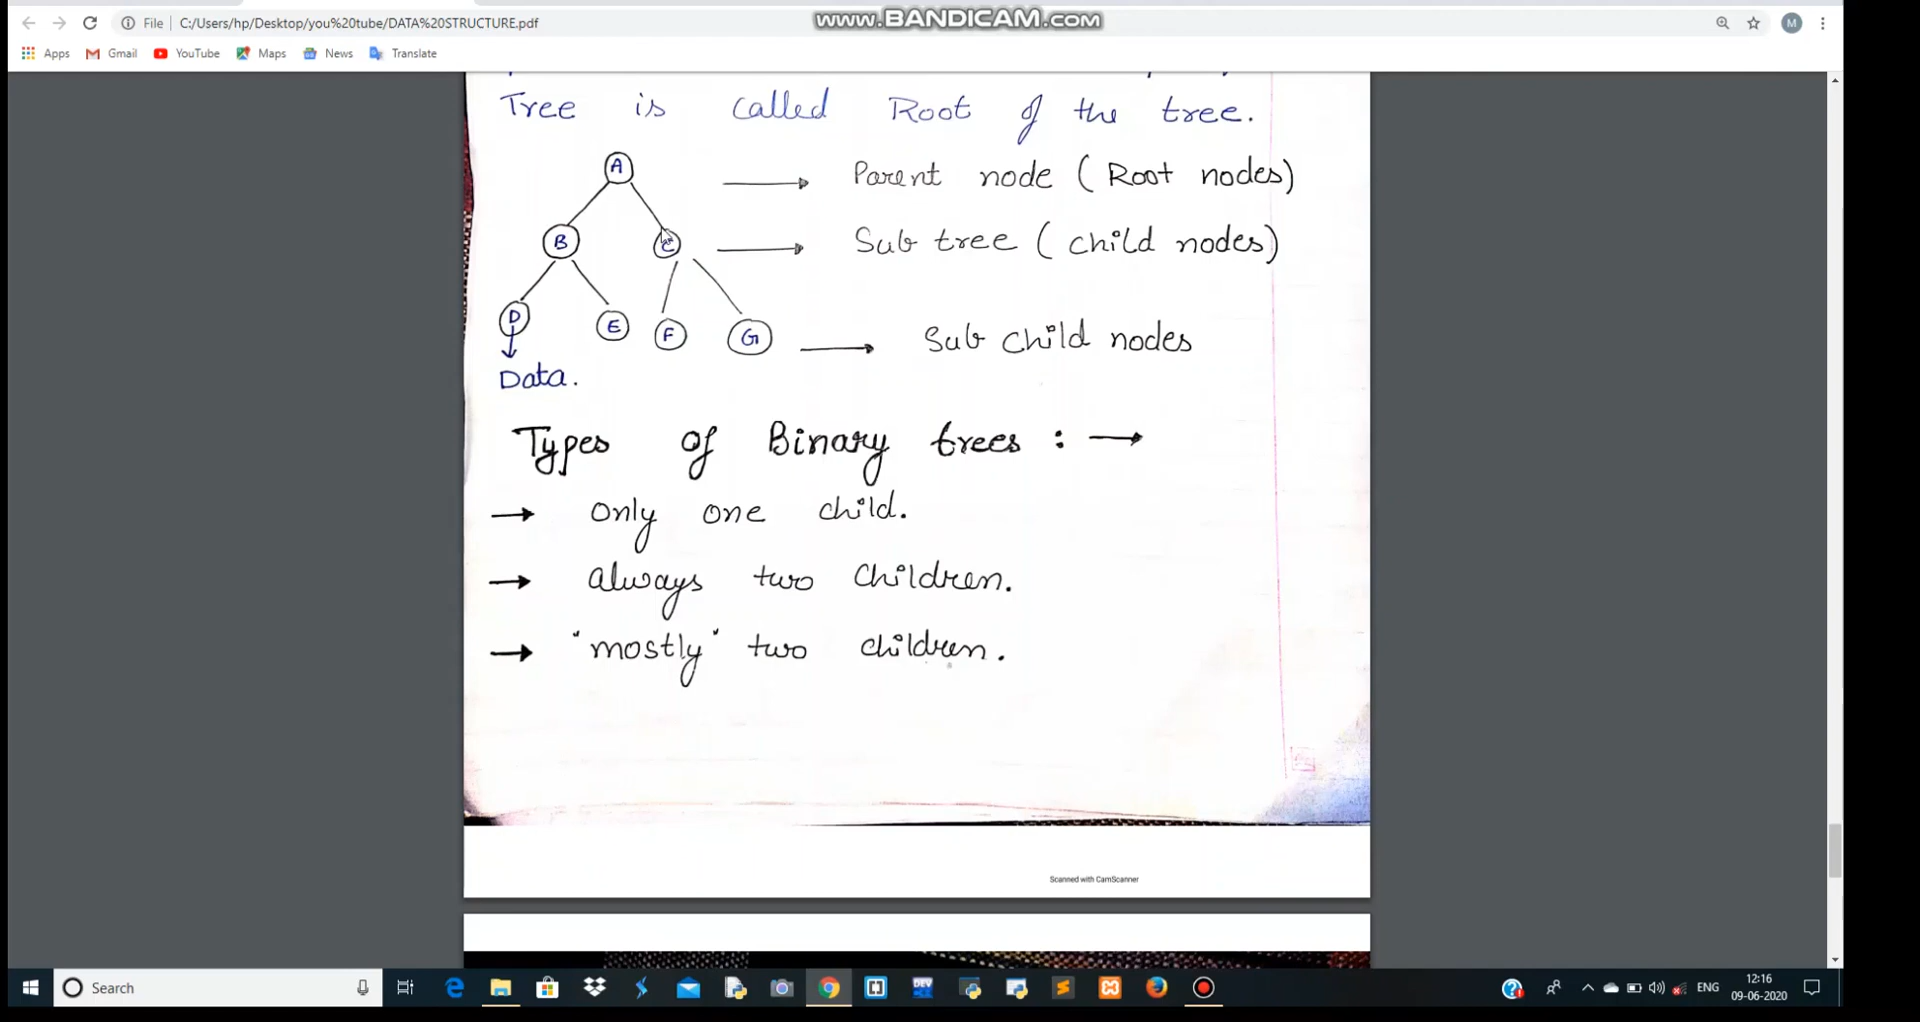 www.BANDICAM.com
File C:/Users/hp/Desktop/you%20tube/DATA%20STRUCTURE.pdf
M
Apps Gmail YouTube Maps News Translate
Tree is called Root of the tree.
A → Parent node (Root nodes)
B C → Sub tree (child nodes)
D E F G → Sub child nodes
Data.
Types of Binary trees : →
→ only one child.
→ always two children.
→ "mostly" two children.
Scanned with CamScanner
Search
DEV
ENG
12:16
09-06-2020